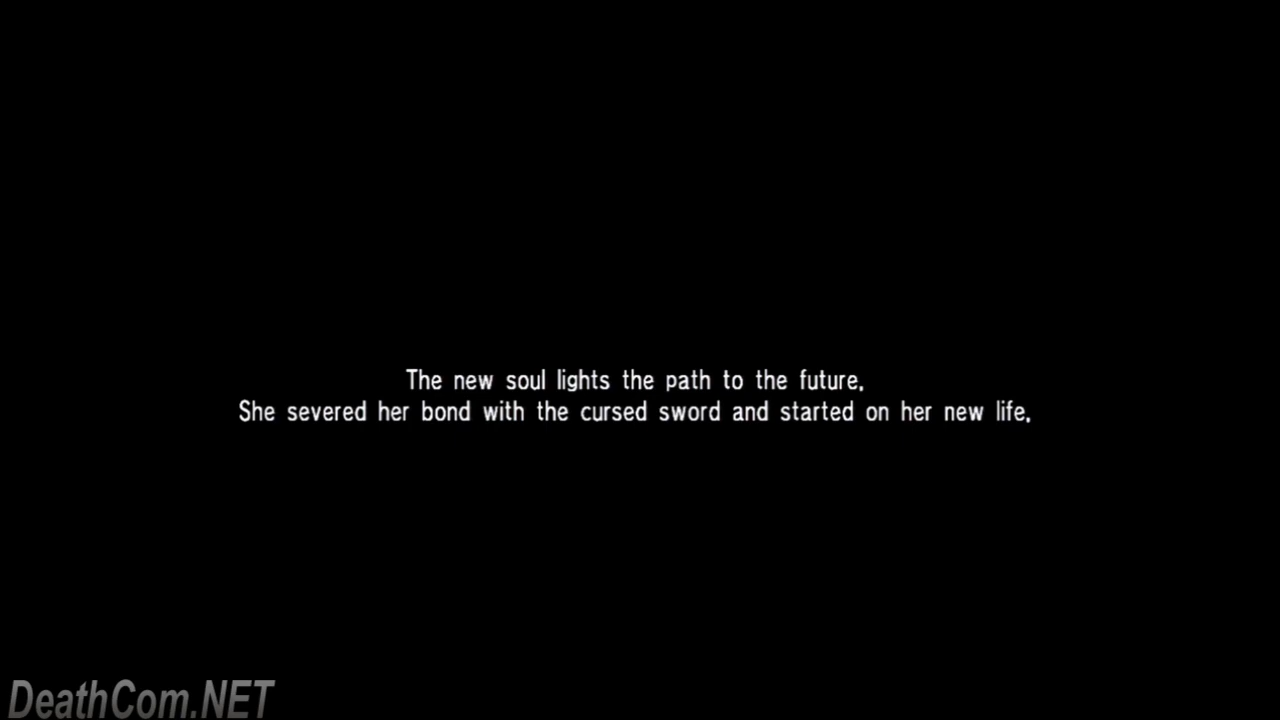 The new soul lights the path to the future.
She severed her bond with the cursed sword and started on her new life.
DeathCom.NET